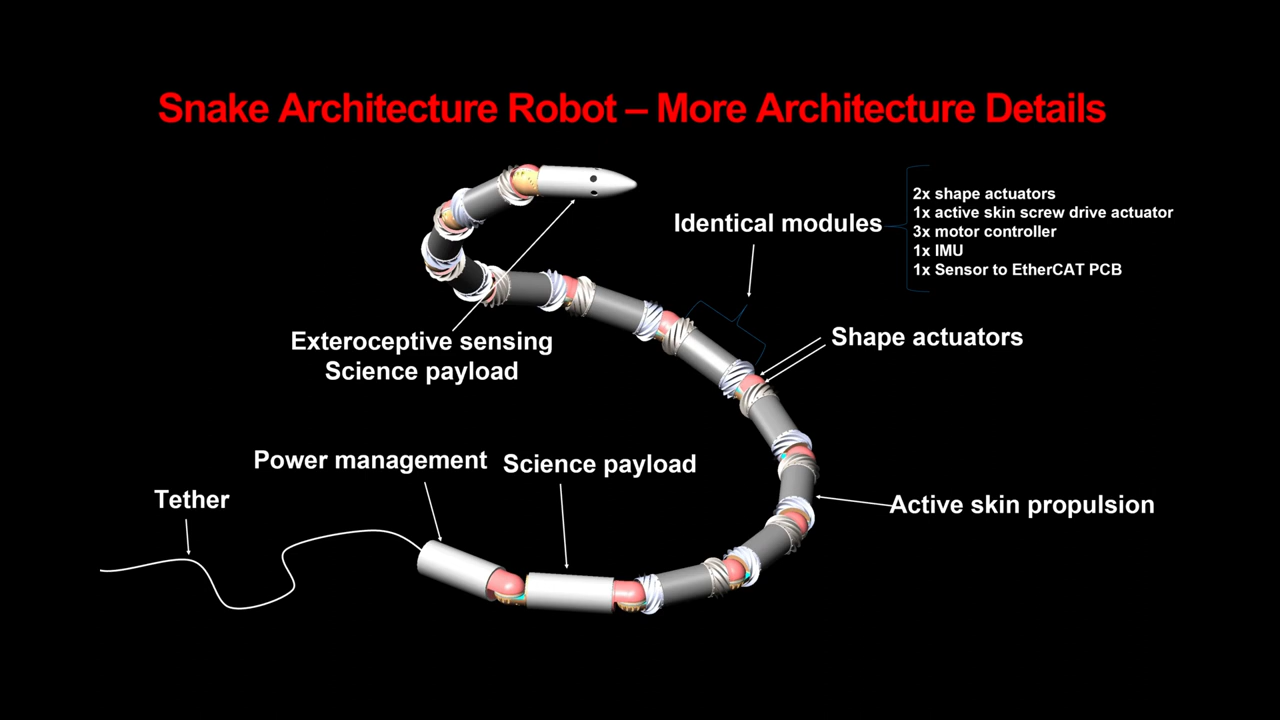 Snake Architecture Robot – More Architecture Details
Identical modules
2x shape actuators
1x active skin screw drive actuator
3x motor controller
1x IMU
1x Sensor to EtherCAT PCB
Exteroceptive sensing
Science payload
Shape actuators
Power management
Science payload
Tether
Active skin propulsion